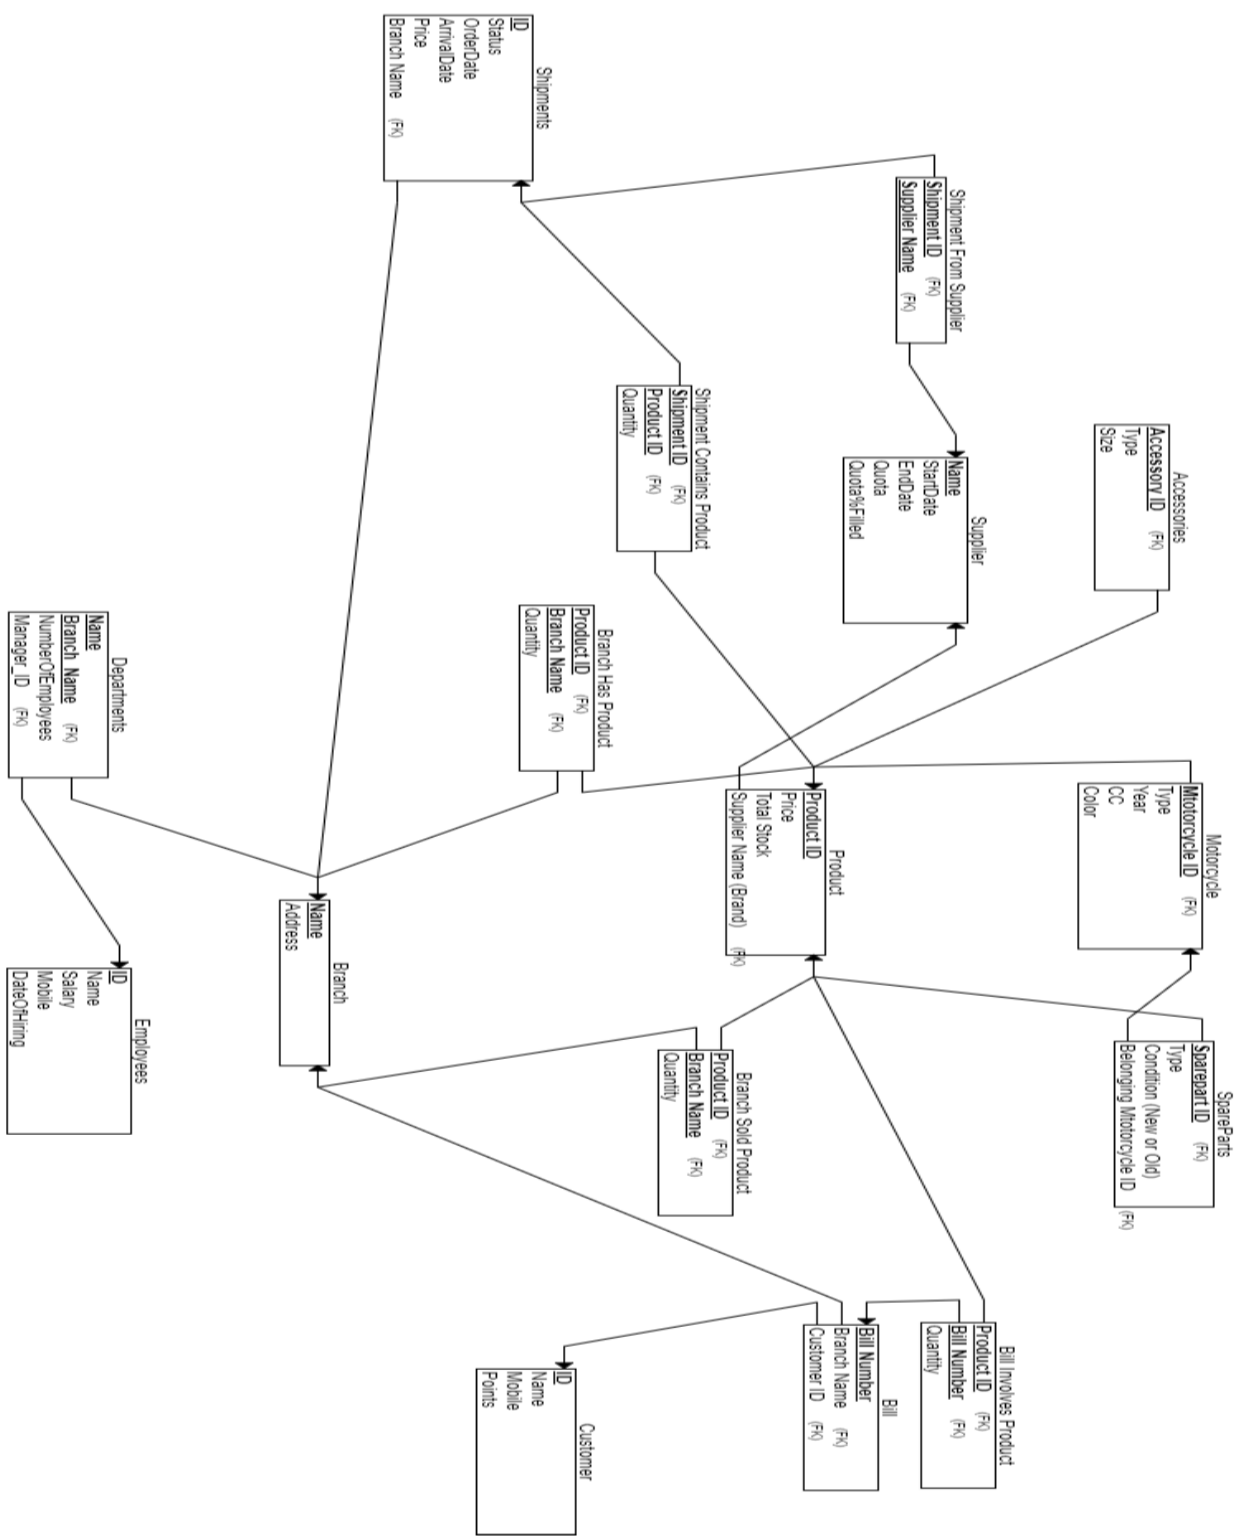 Accessories
Accessory ID (FK)
Type
Size
Motorcycle
Mtotorcycle ID (FK)
Type
Year
CC
Color
SpareParts
Sparepart ID (FK)
Type
Condition (New or Old)
Belonging Mtotorcycle ID (FK)
Shipment From Supplier
Shipment ID (FK)
Supplier Name (FK)
Supplier
Name
StartDate
EndDate
Quota
Quota%Filled
Bill Involves Product
Product ID (FK)
Bill Number (FK)
Quantity
Bill
Bill Number
Branch Name (FK)
Customer ID (FK)
Product
Product ID
Price
Total Stock
Supplier Name (Brand) (FK)
Shipment Contains Product
Shipment ID (FK)
Product ID (FK)
Quantity
Branch Sold Product
Product ID (FK)
Branch Name (FK)
Quantity
Branch Has Product
Product ID (FK)
Branch Name (FK)
Quantity
Customer
ID
Name
Mobile
Points
Shipments
ID
Status
OrderDate
ArrivalDate
Price
Branch Name (FK)
Branch
Name
Address
Departments
Name
Branch_Name (FK)
NumberOfEmployees
Manager_ID (FK)
Employees
ID
Name
Salary
Mobile
DateOfHiring